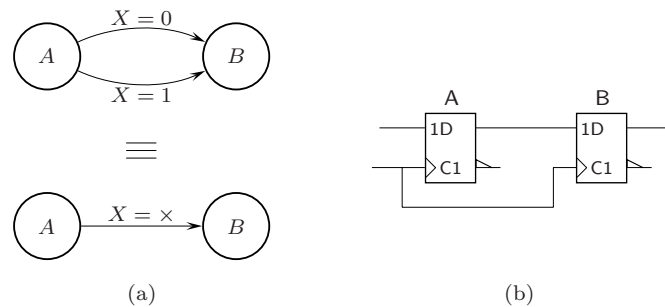 X = 0
A
B
X = 1
≡
X = ×
A
B
(a)
A
B
1D
1D
C1
C1
(b)